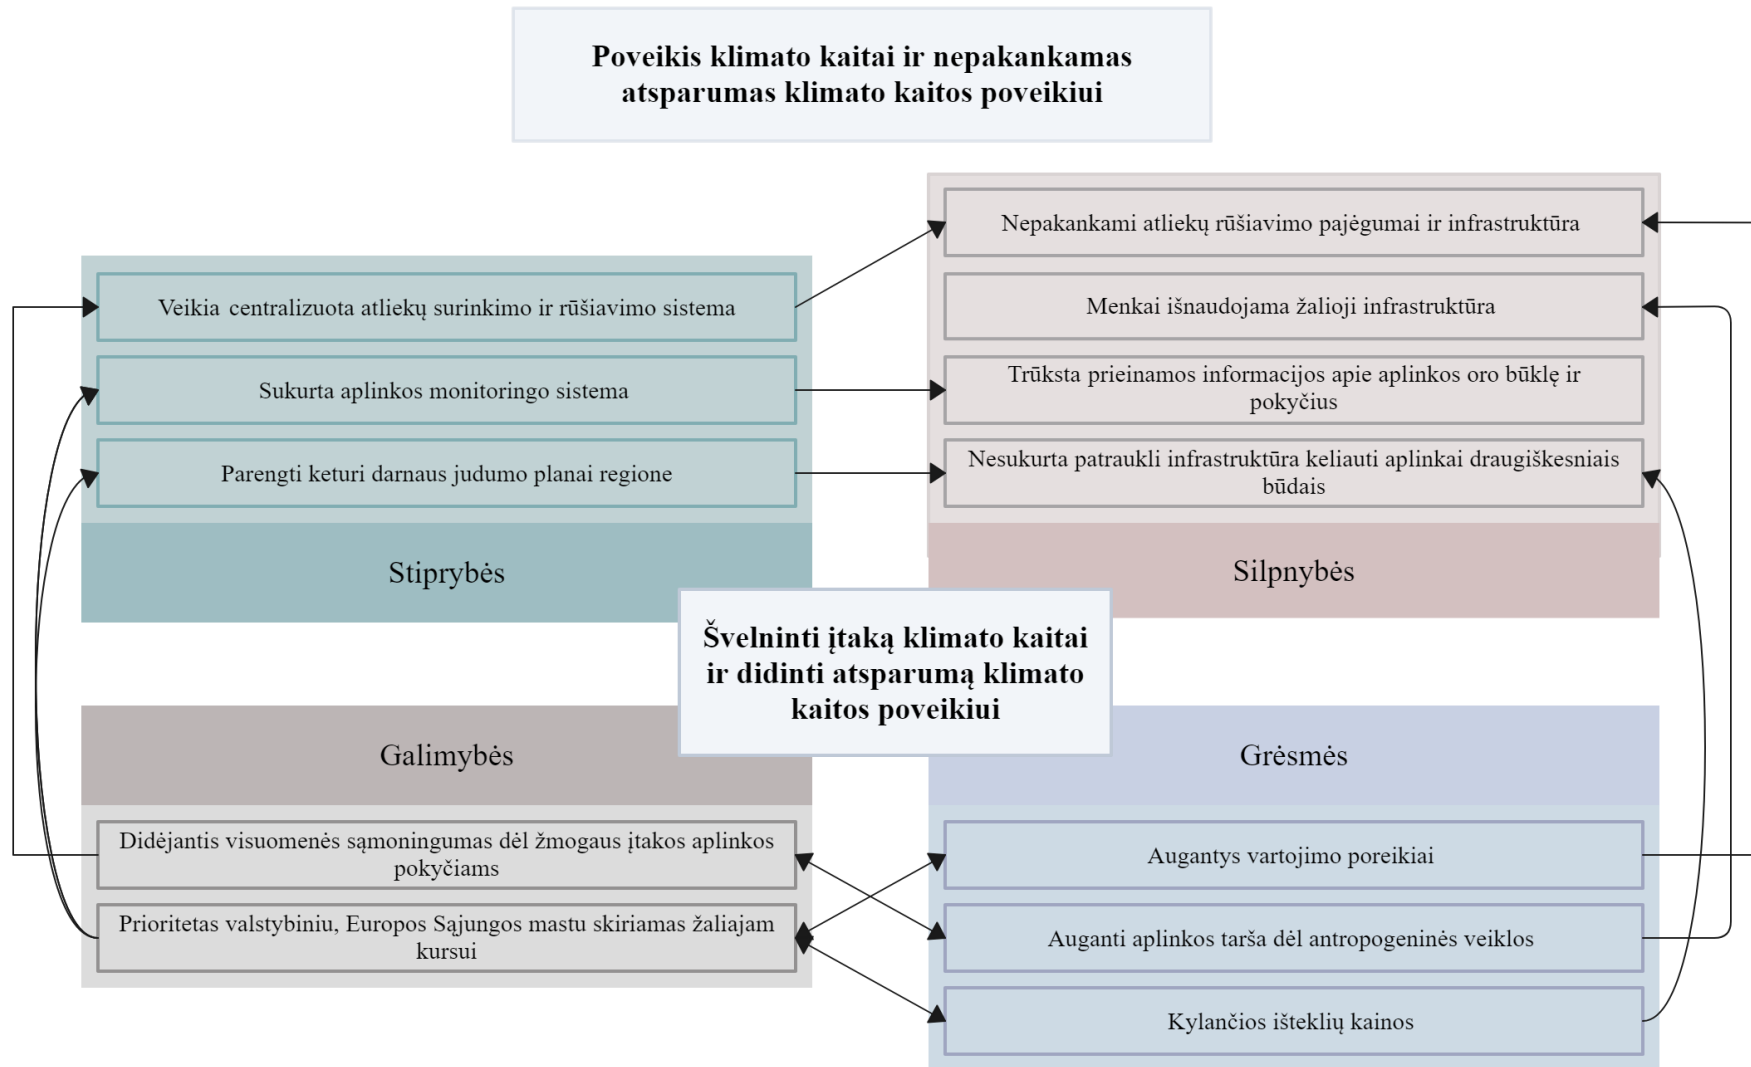 Poveikis klimato kaitai ir nepakankamas
atsparumas klimato kaitos poveikiui
Veikia centralizuota atliekų surinkimo ir rūšiavimo sistema
Sukurta aplinkos monitoringo sistema
Parengti keturi darnaus judumo planai regione
Stiprybės
Nepakankami atliekų rūšiavimo pajėgumai ir infrastruktūra
Menkai išnaudojama žalioji infrastruktūra
Trūksta prieinamos informacijos apie aplinkos oro būklę ir
pokyčius
Nesukurta patraukli infrastruktūra keliauti aplinkai draugiškesniais
būdais
Silpnybės
Švelninti įtaką klimato kaitai
ir didinti atsparumą klimato
kaitos poveikiui
Galimybės
Didėjantis visuomenės sąmoningumas dėl žmogaus įtakos aplinkos
pokyčiams
Prioritetas valstybiniu, Europos Sąjungos mastu skiriamas žaliajam
kursui
Grėsmės
Augantys vartojimo poreikiai
Auganti aplinkos tarša dėl antropogeninės veiklos
Kylančios išteklių kainos